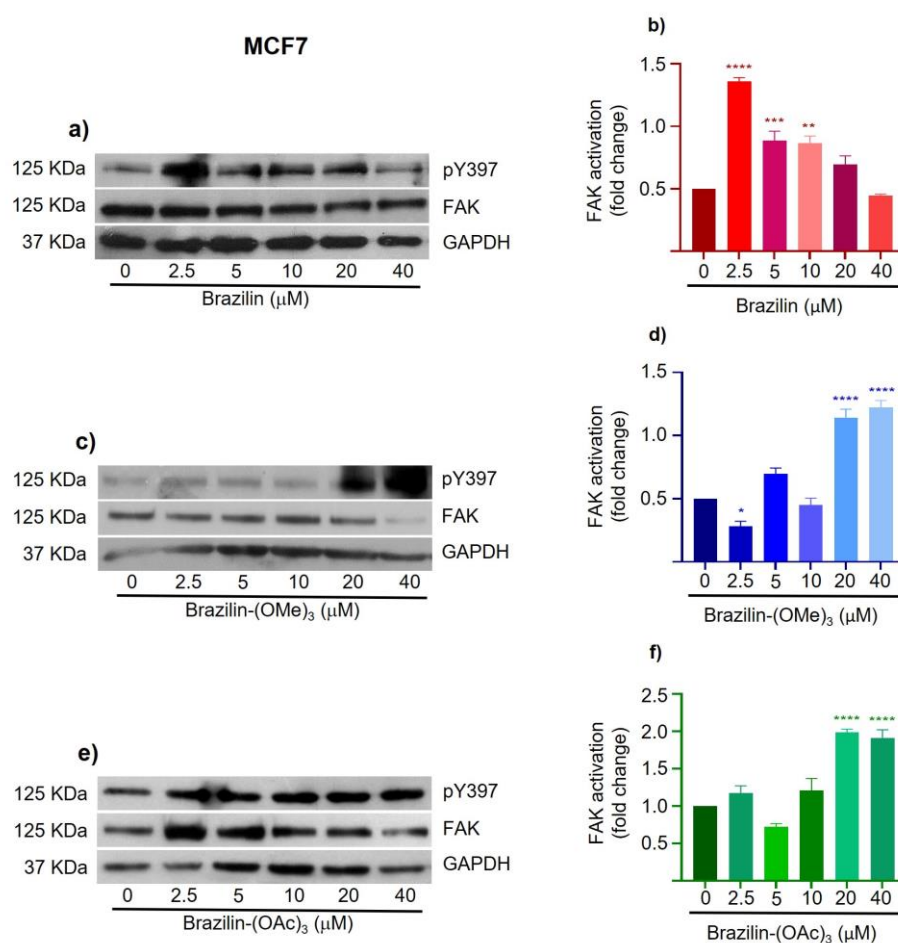 MCF7
a)
125 KDa pY397
125 KDa FAK
37 KDa GAPDH
0 2.5 5 10 20 40
Brazilin (μM)
b)
FAK activation
(fold change)
1.5
1.0
0.5
**** *** **
0 2.5 5 10 20 40
Brazilin (μM)
c)
125 KDa pY397
125 KDa FAK
37 KDa GAPDH
0 2.5 5 10 20 40
Brazilin-(OMe)₃ (μM)
d)
FAK activation
(fold change)
1.5
1.0
0.5
* **** ****
0 2.5 5 10 20 40
Brazilin-(OMe)₃ (μM)
e)
125 KDa pY397
125 KDa FAK
37 KDa GAPDH
0 2.5 5 10 20 40
Brazilin-(OAc)₃ (μM)
f)
FAK activation
(fold change)
2.5
2.0
1.5
1.0
0.5
**** ****
0 2.5 5 10 20 40
Brazilin-(OAc)₃ (μM)